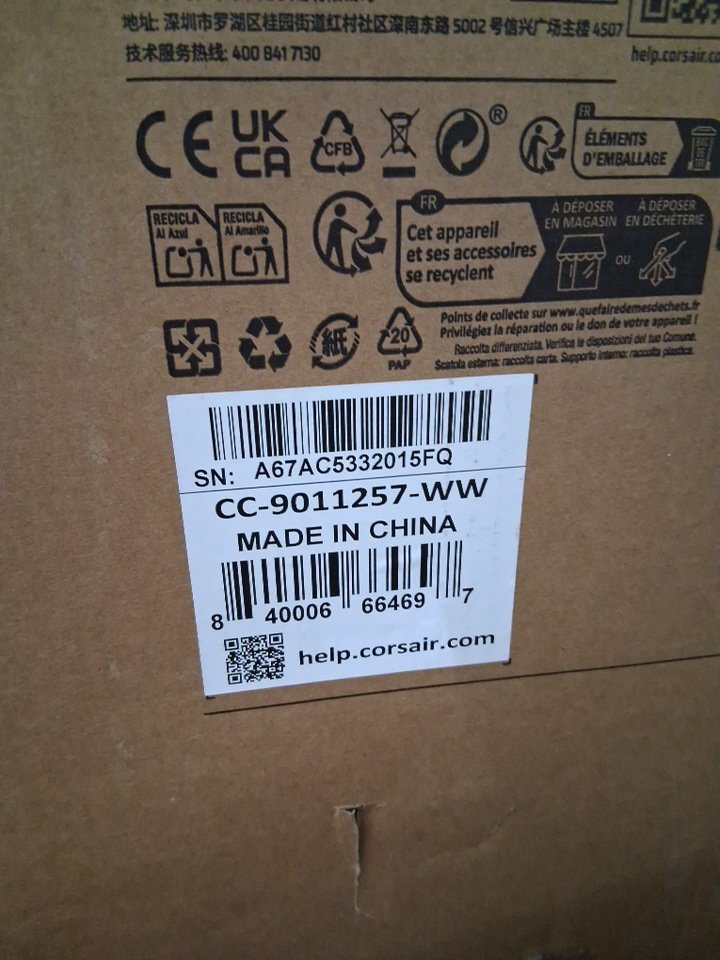 地址: 深圳市罗湖区桂园街道红村社区深南东路 5002 号信兴广场主楼 4507
技术服务热线: 400 841 7130
help.corsair.co
CE
UK
CA
CFB
®
FR
ÉLÉMENTS
D'EMBALLAGE
RECICLA
Al Azul
RECICLA
Al Amarillo
FR
Cet appareil
et ses accessoires
se recyclent
À DÉPOSER
EN MAGASIN
OU
À DÉPOSER
EN DÉCHÈTERIE
紙
20
PAP
Points de collecte sur www.quefairedemesdechets.fr
Privilégiez la réparation ou le don de votre appareil !
Raccolta differenziata. Verifica le disposizioni del tuo Comune.
Scatola esterna: raccolta carta. Supporto interno: raccolta plastica.
SN: A67AC5332015FQ
CC-9011257-WW
MADE IN CHINA
8 40006 66469 7
help.corsair.com